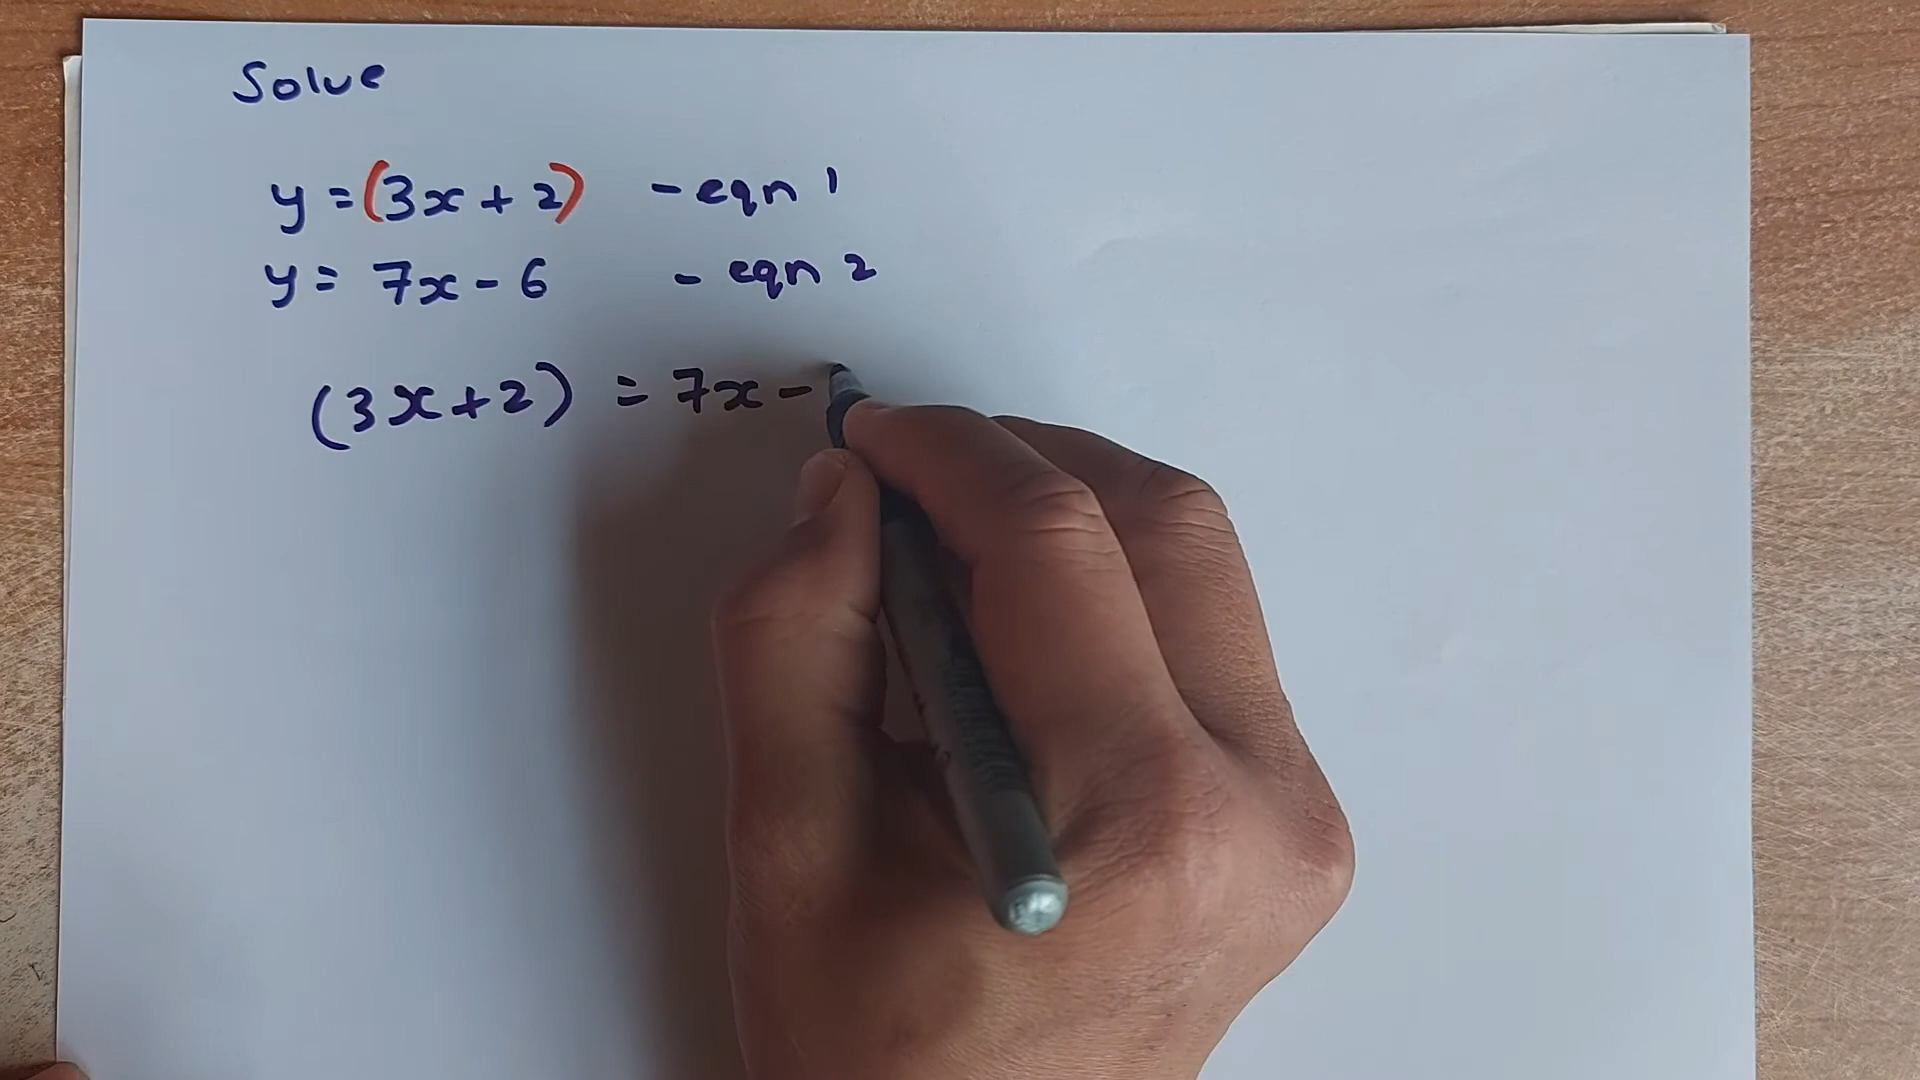 Solve
y = (3x + 2) - eqn 1
y = 7x - 6 - eqn 2
(3x + 2) = 7x -